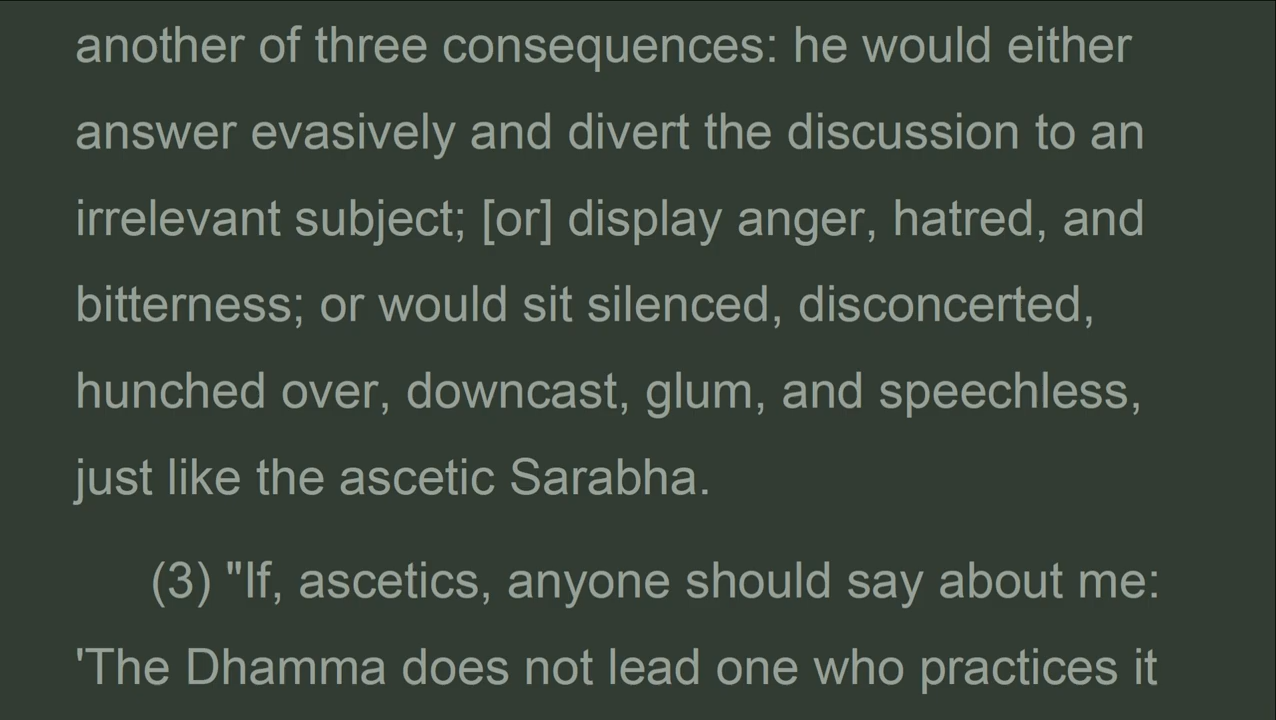 another of three consequences: he would either
answer evasively and divert the discussion to an
irrelevant subject; [or] display anger, hatred, and
bitterness; or would sit silenced, disconcerted,
hunched over, downcast, glum, and speechless,
just like the ascetic Sarabha.
(3) "If, ascetics, anyone should say about me:
'The Dhamma does not lead one who practices it